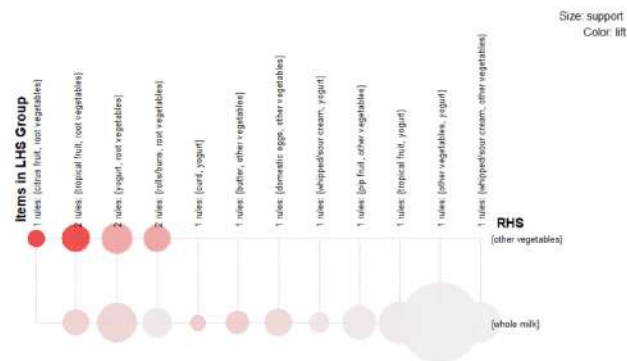 Size: support
Color: lift
Items in LHS Group
1 rules: {citrus fruit, root vegetables}
2 rules: {tropical fruit, root vegetables}
2 rules: {yogurt, root vegetables}
2 rules: {rolls/buns, root vegetables}
1 rules: {curd, yogurt}
1 rules: {butter, other vegetables}
1 rules: {domestic eggs, other vegetables}
1 rules: {whipped/sour cream, yogurt}
1 rules: {pip fruit, other vegetables}
1 rules: {tropical fruit, yogurt}
1 rules: {other vegetables, yogurt}
1 rules: {whipped/sour cream, other vegetables}
RHS
{other vegetables}
{whole milk}